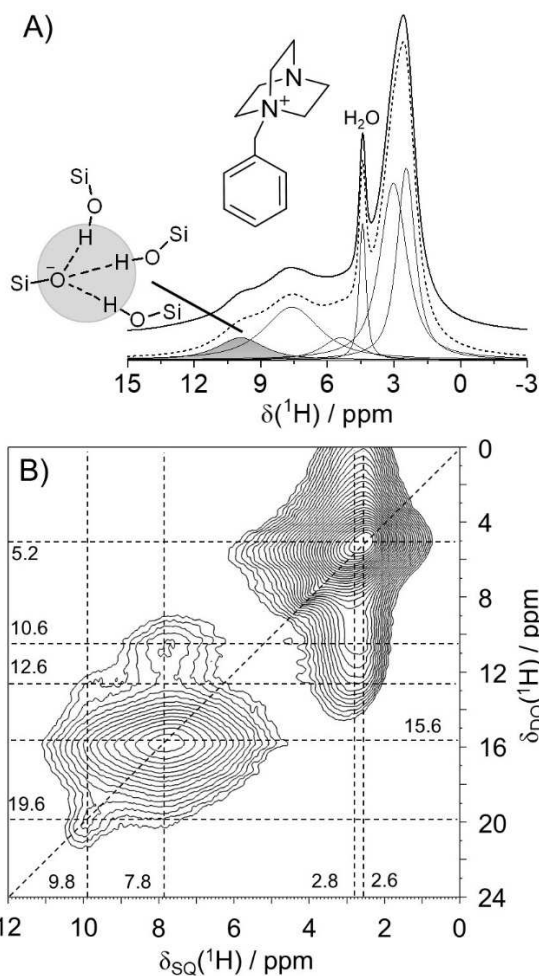 A)
N
N+
H2O
Si
O
H
Si
H-O
Si-O−
H
O-Si
15 12 9 6 3 0 -3
δ(¹H) / ppm
B)
0
4
8
12
16
20
24
δDQ(¹H) / ppm
5.2
10.6
12.6
15.6
19.6
9.8 7.8 2.8 2.6
12 10 8 6 4 2 0
δSQ(¹H) / ppm